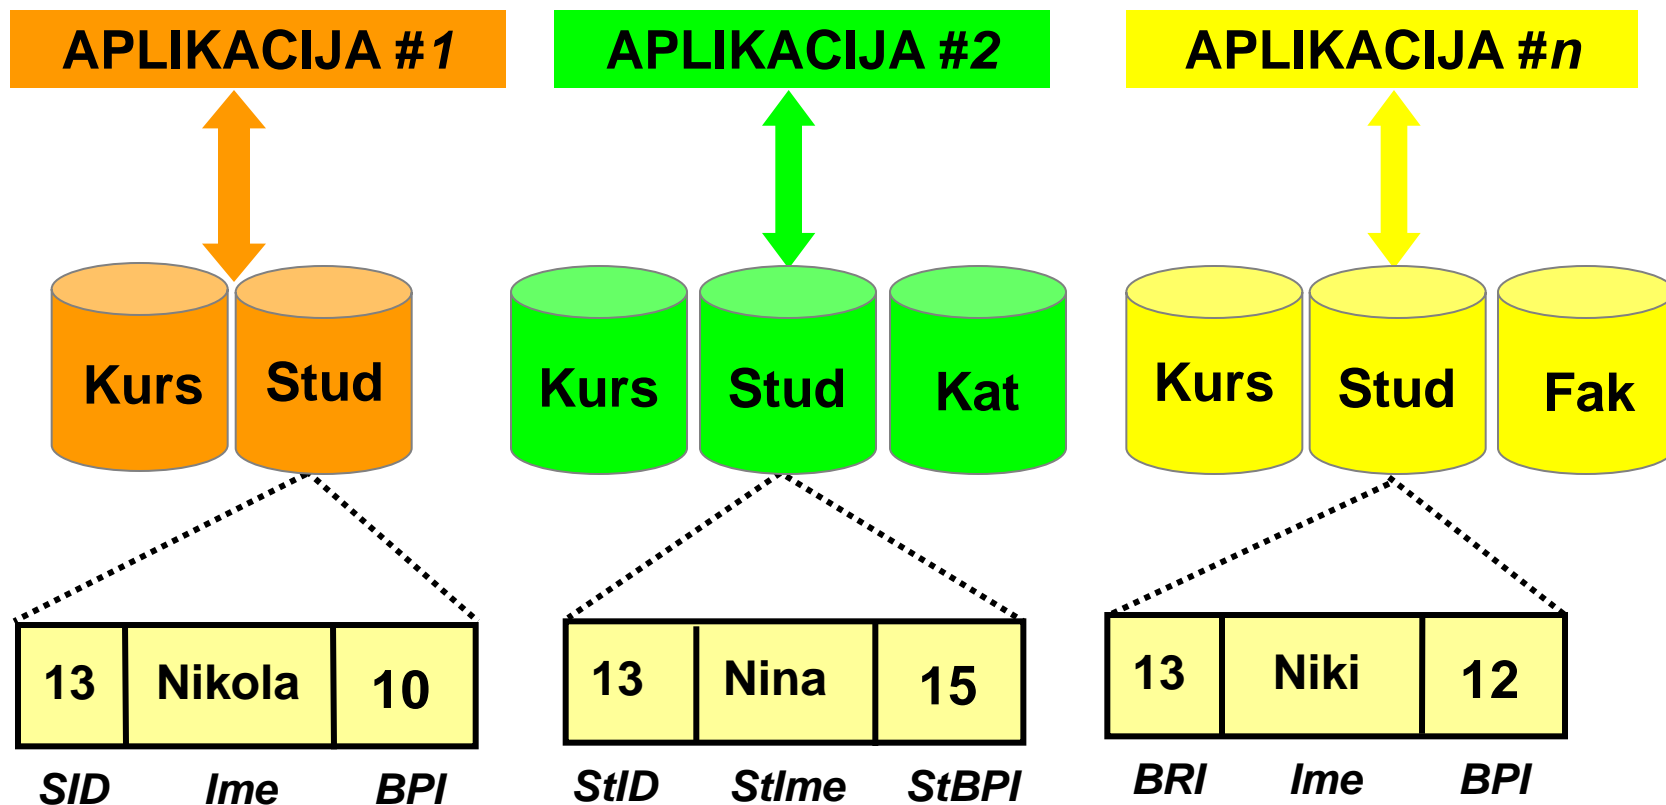 APLIKACIJA #1 APLIKACIJA #2 APLIKACIJA #n
Kurs Stud Kurs Stud Kat Kurs Stud Fak
13 Nikola 10 13 Nina 15 13 Niki 12
SID Ime BPI StID StIme StBPI BRI Ime BPI